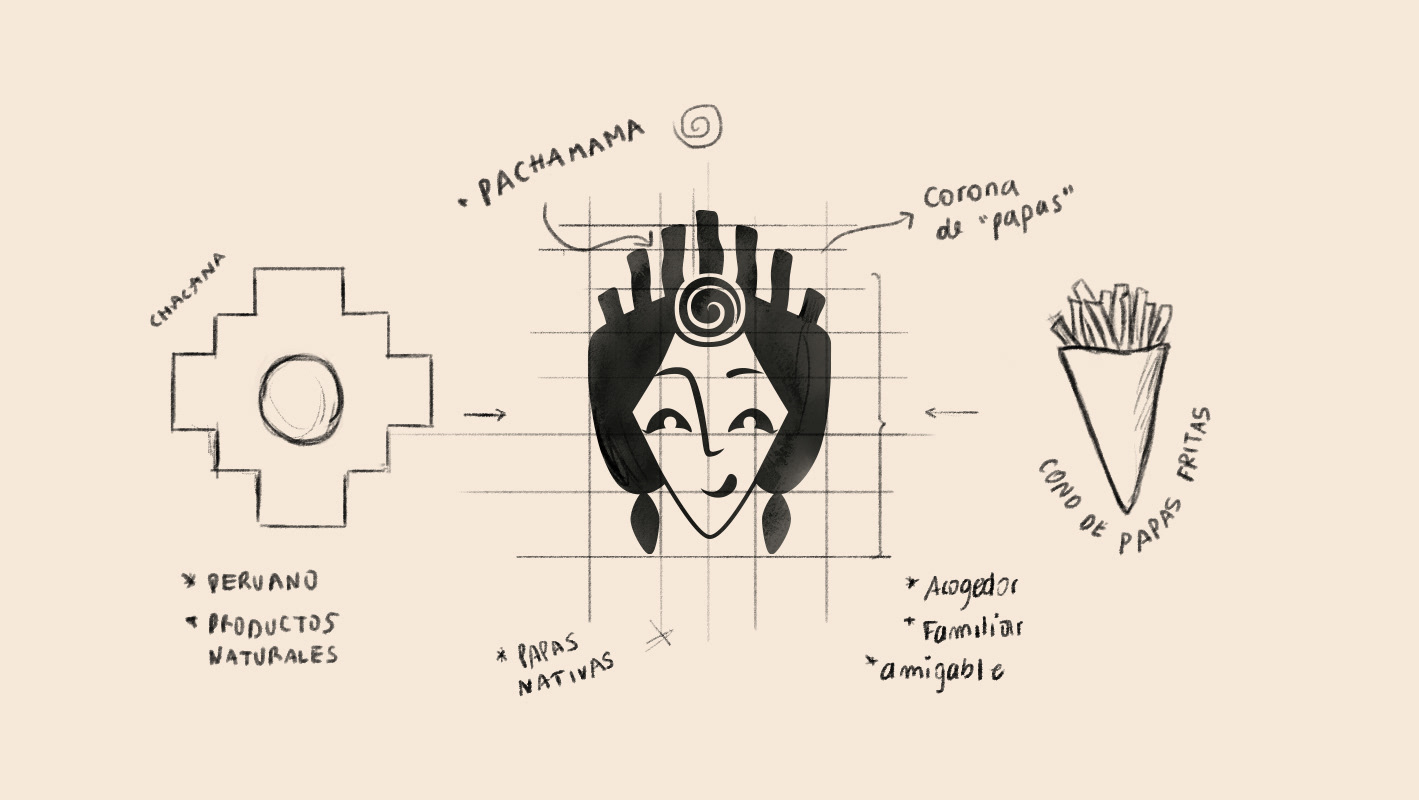 * PACHAMAMA
Corona
de "papas"
CHACANA
CONO DE PAPAS FRITAS
* PERUANO
* PRODUCTOS
NATURALES
* PAPAS
NATIVAS
* Acogedor
* Familiar
* amigable